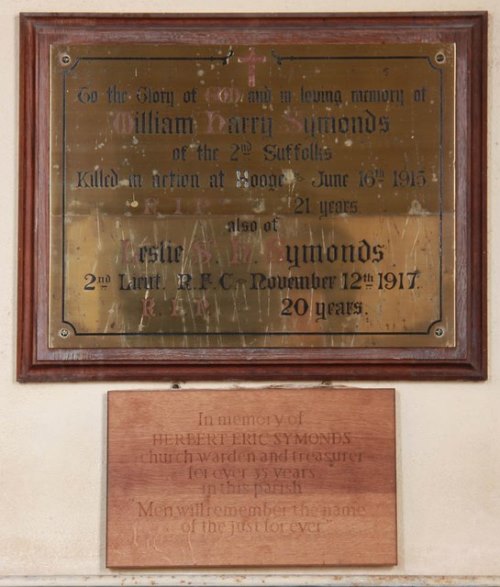 To the Glory of GOD and in loving memory of
William Harry Symonds
of the 2nd Suffolks
Killed in action at Hooge - June 16th 1915
R.I.P. 21 years
also of
Leslie S. H. Symonds
2nd Lieut. R.F.C. - November 12th 1917.
R.I.P. 20 years.
In memory of
HERBERT ERIC SYMONDS
church warden and treasurer
for over 35 years
in this parish
"Men will remember the name
of the just for ever"